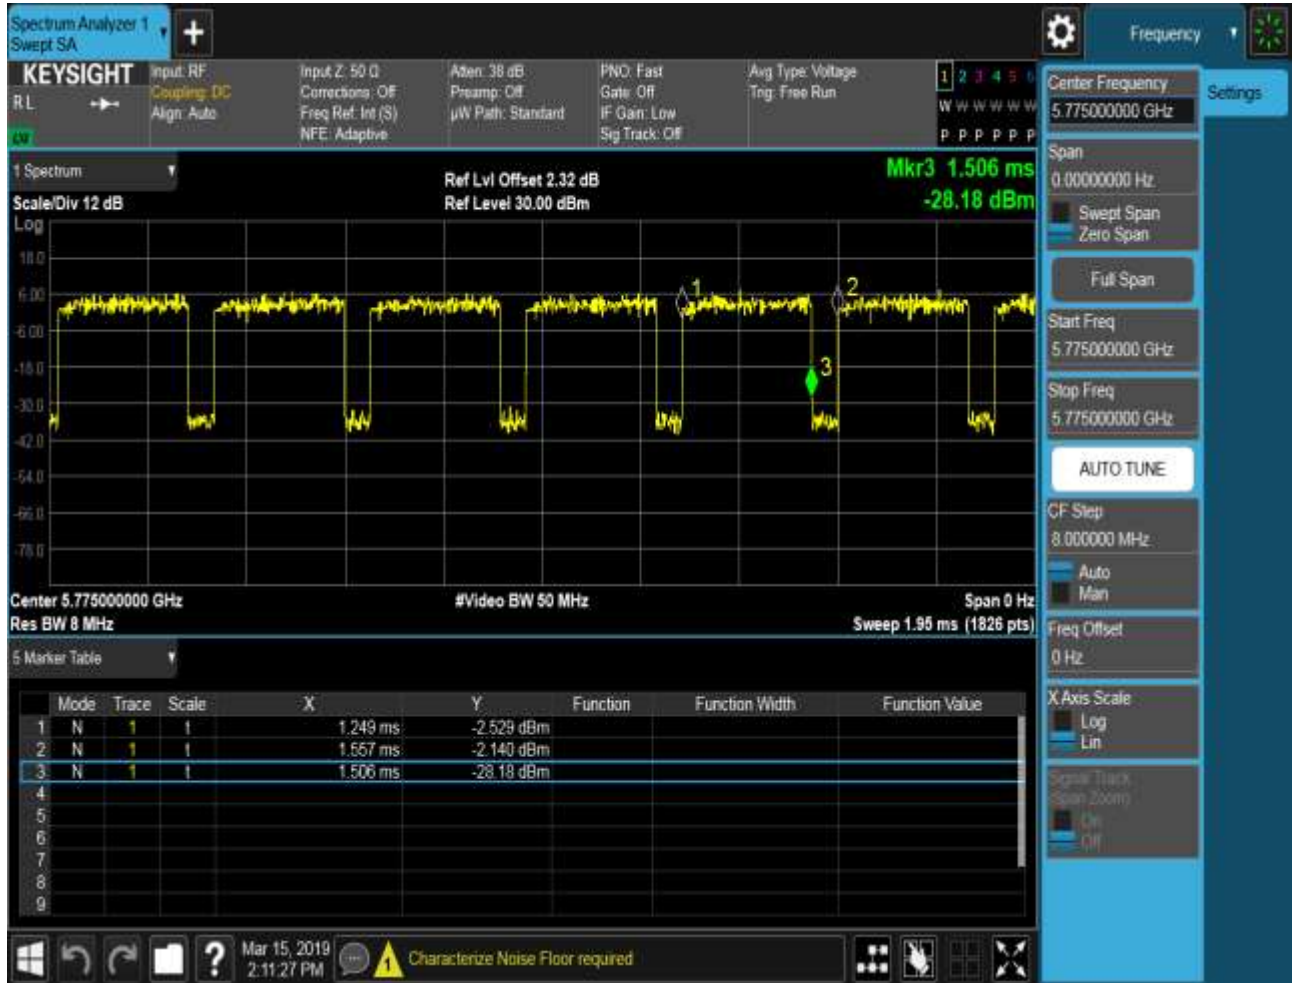 Spectrum Analyzer 1
Swept SA
Frequency
KEYSIGHT
R L
Input: RF
Coupling: DC
Align: Auto
Input Z: 50 Ω
Corrections: Off
Freq Ref: Int (S)
NFE: Adaptive
Atten: 38 dB
Preamp: Off
µW Path: Standard
PNO: Fast
Gate: Off
IF Gain: Low
Sig Track: Off
Avg Type: Voltage
Trig: Free Run
1 2 3 4 5 6
W W W W W W
P P P P P P
1 Spectrum
Scale/Div 12 dB
Ref Lvl Offset 2.32 dB
Ref Level 30.00 dBm
Mkr3 1.506 ms
-28.18 dBm
Log
18.0
6.00
-6.00
-18.0
-30.0
-42.0
-54.0
-66.0
-78.0
1
2
3
Center 5.775000000 GHz
#Video BW 50 MHz
Span 0 Hz
Res BW 8 MHz
Sweep 1.95 ms (1826 pts)
5 Marker Table
Mode Trace Scale X Y Function Function Width Function Value
1 N 1 t 1.249 ms -2.529 dBm
2 N 1 t 1.557 ms -2.140 dBm
3 N 1 t 1.506 ms -28.18 dBm
4
5
6
7
8
9
Mar 15, 2019
2:11:27 PM
?
1
Characterize Noise Floor required
Center Frequency
5.775000000 GHz
Settings
Span
0.00000000 Hz
Swept Span
Zero Span
Full Span
Start Freq
5.775000000 GHz
Stop Freq
5.775000000 GHz
AUTO TUNE
CF Step
8.000000 MHz
Auto
Man
Freq Offset
0 Hz
X Axis Scale
Log
Lin
Signal Track
(Span Zoom)
On
Off